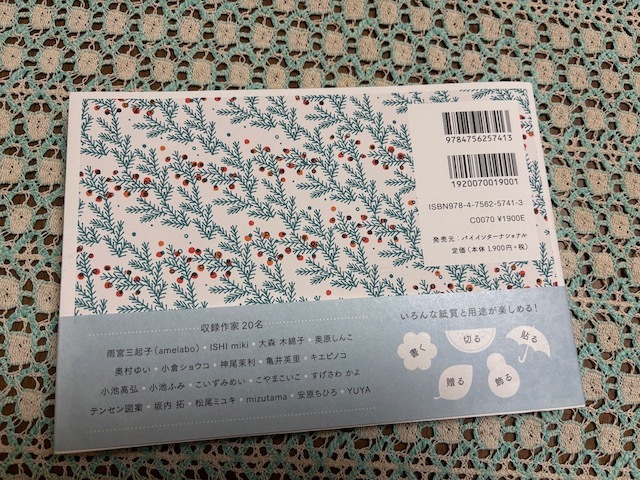 9784756257413
1920070019001
ISBN978-4-7562-5741-3
C0070 ¥1900E
発売元：パイインターナショナル
定価（本体1,900円＋税）
収録作家20名
雨宮三起子(amelabo)・ISHI miki・大森 木綿子・奥原しんこ
奥村ゆい・小倉ショウコ・神尾茉利・亀井英里・キエピノコ
小池高弘・小池ふみ・こいずみめい・こやまこいこ・すげさわ かよ
テンセン図案・坂内 拓・松尾ミユキ・mizutama・安原ちひろ・YUYA
いろんな紙質と用途が楽しめる！
書く
切る
貼る
贈る
飾る